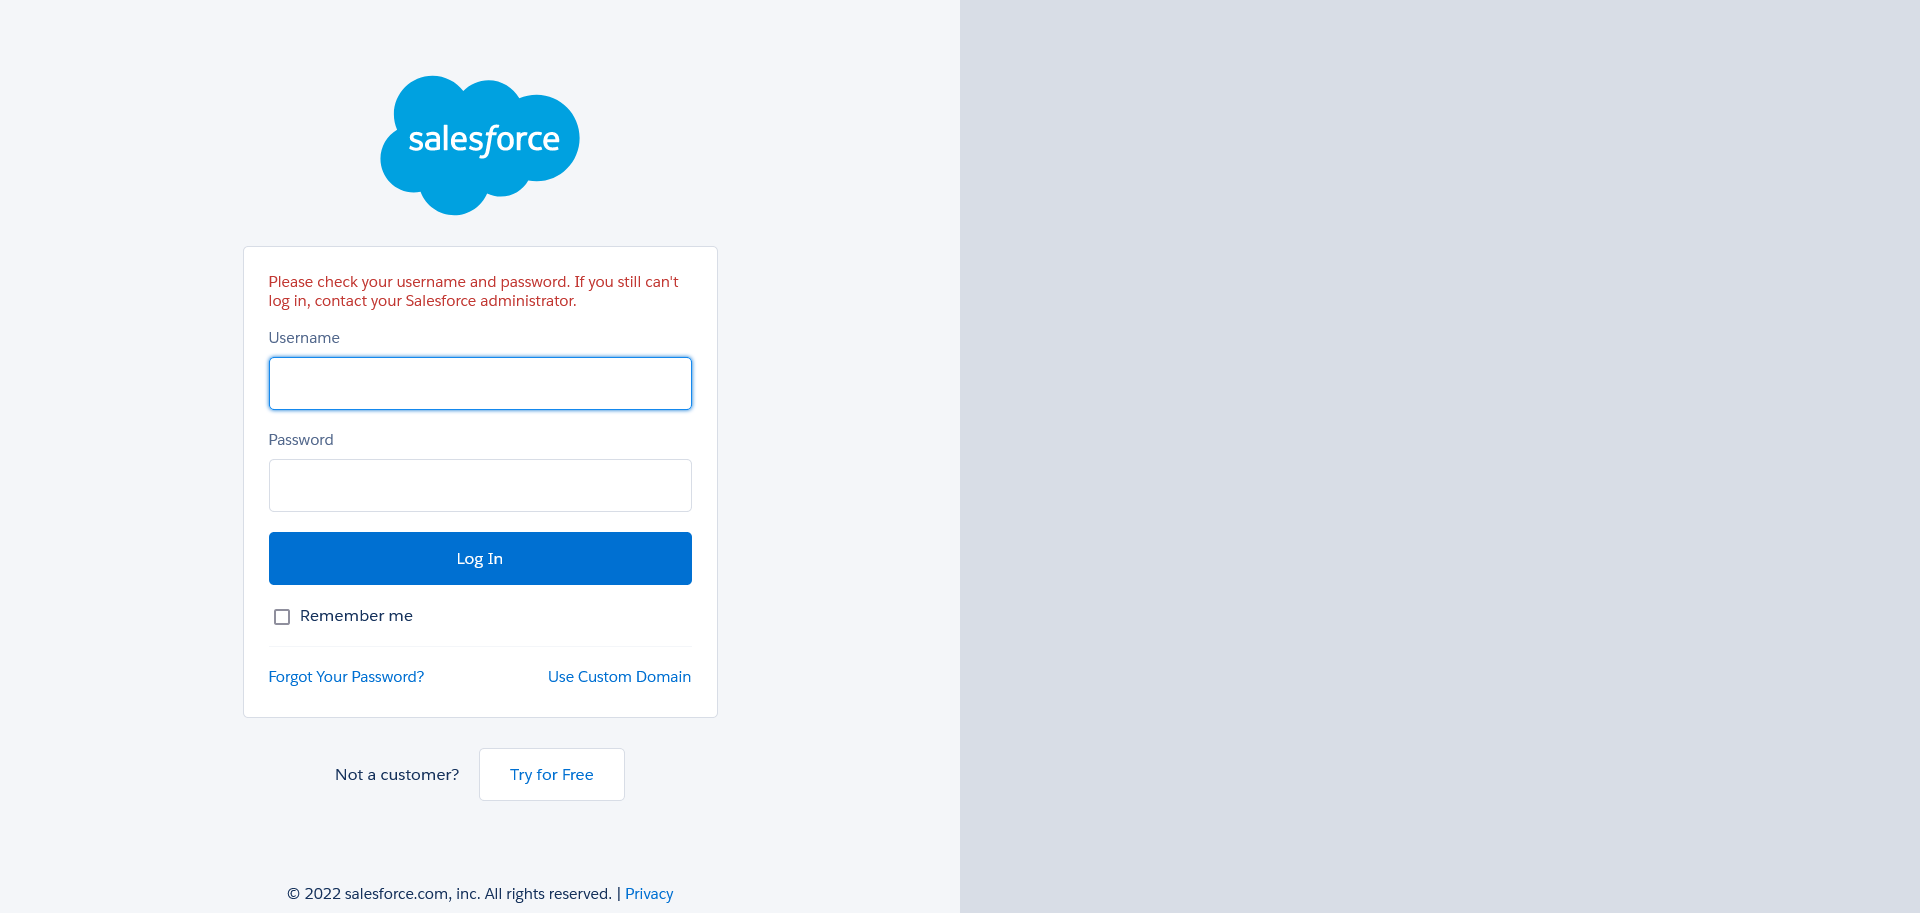 salesforce
Please check your username and password. If you still can't
log in, contact your Salesforce administrator.
Username
Password
Log In
Remember me
Forgot Your Password?
Use Custom Domain
Not a customer?
Try for Free
© 2022 salesforce.com, inc. All rights reserved. | Privacy